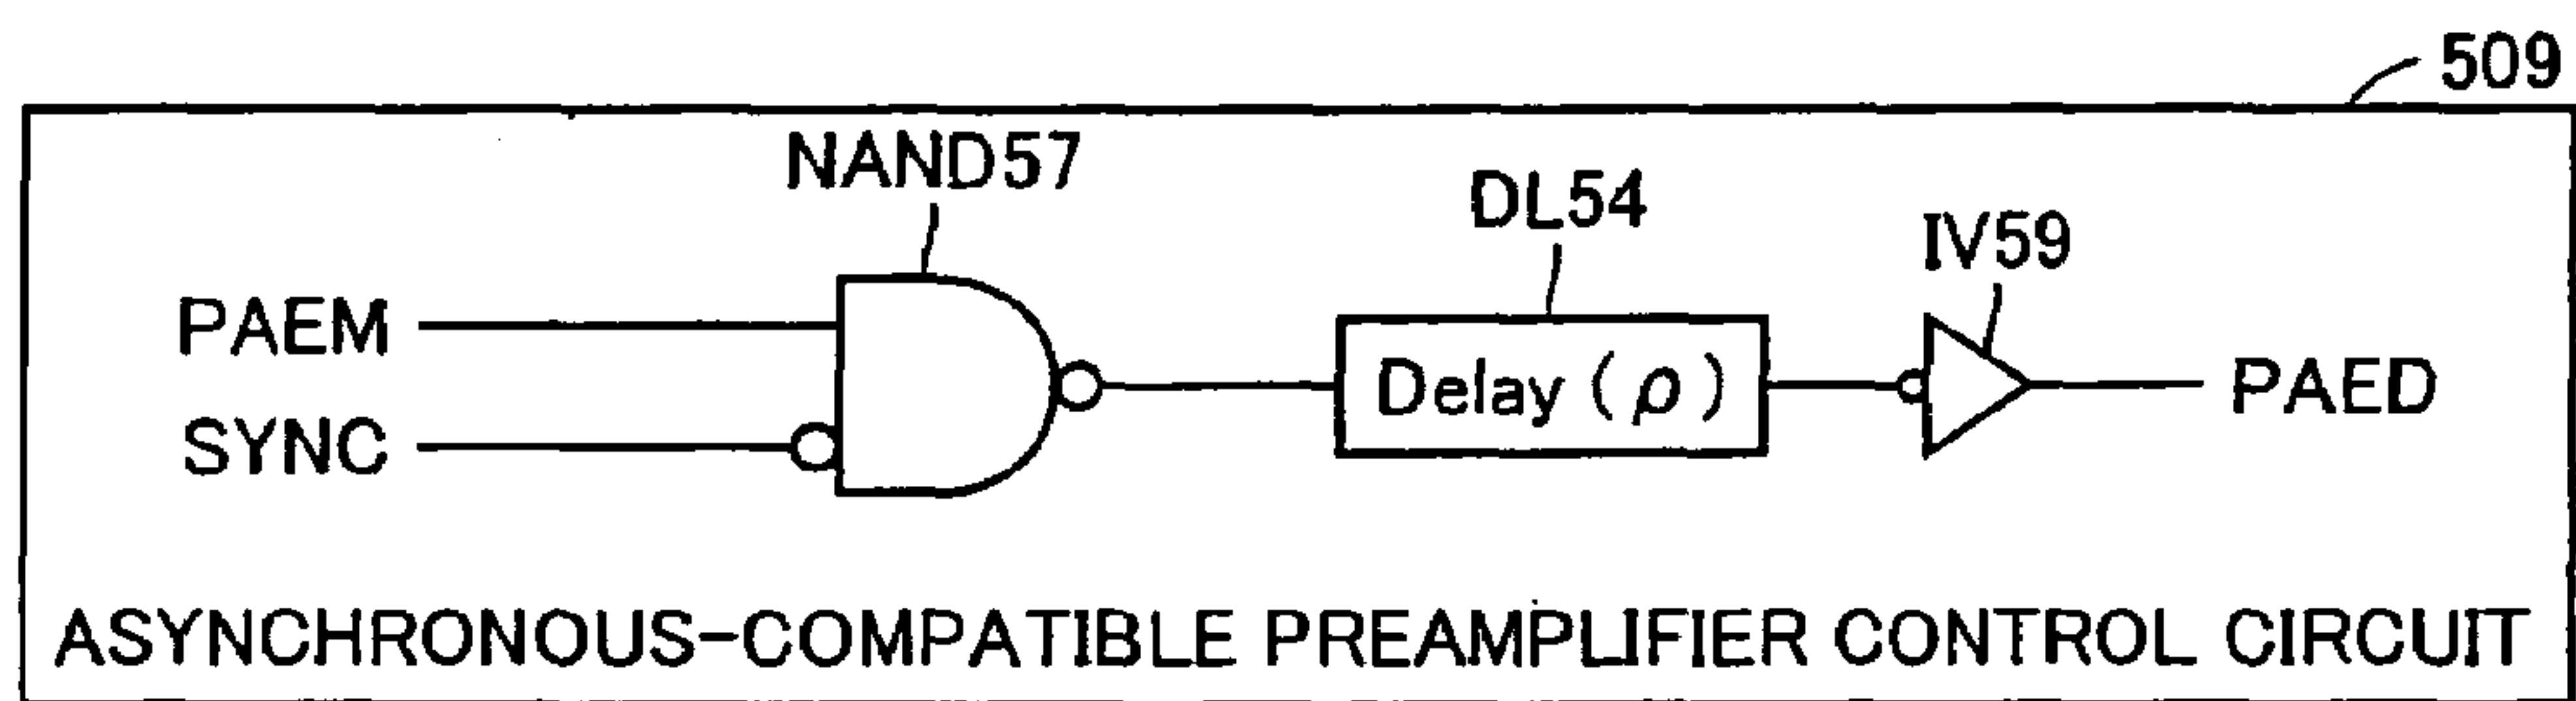 509
NAND57
DL54
IV59
PAEM
SYNC
Delay (ρ)
PAED
ASYNCHRONOUS-COMPATIBLE PREAMPLIFIER CONTROL CIRCUIT